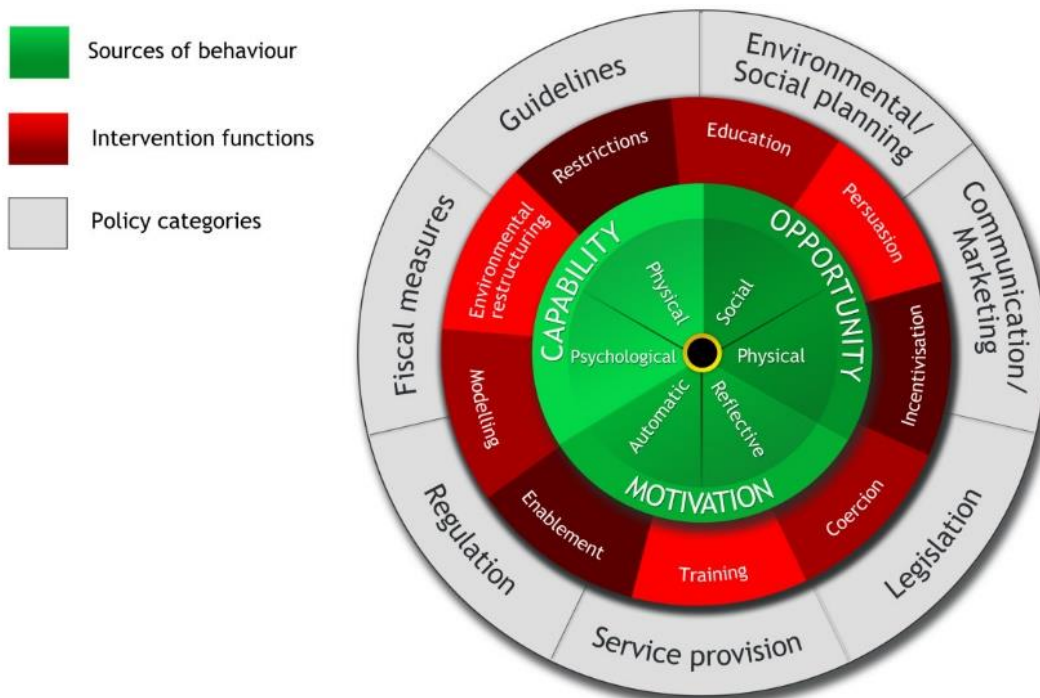 Sources of behaviour
Intervention functions
Policy categories
Guidelines
Environmental/
Social planning
Communication/
Marketing
Legislation
Service provision
Regulation
Fiscal measures
Restrictions
Education
Persuasion
Incentivisation
Coercion
Training
Enablement
Modelling
Environmental
restructuring
CAPABILITY
OPPORTUNITY
MOTIVATION
Physical
Social
Physical
Reflective
Automatic
Psychological